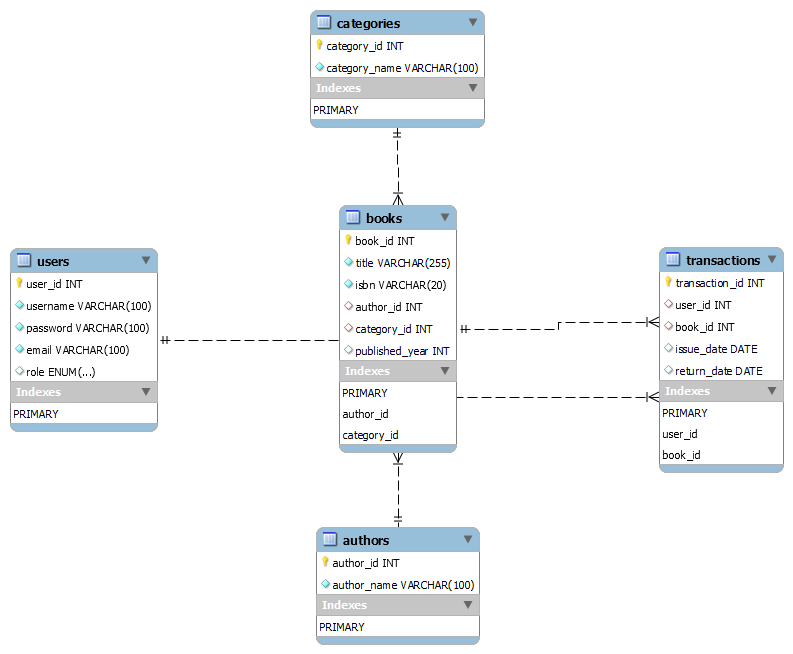 categories
category_id INT
category_name VARCHAR(100)
Indexes
PRIMARY
books
book_id INT
title VARCHAR(255)
isbn VARCHAR(20)
author_id INT
category_id INT
published_year INT
Indexes
PRIMARY
author_id
category_id
users
user_id INT
username VARCHAR(100)
password VARCHAR(100)
email VARCHAR(100)
role ENUM(...)
Indexes
PRIMARY
transactions
transaction_id INT
user_id INT
book_id INT
issue_date DATE
return_date DATE
Indexes
PRIMARY
user_id
book_id
authors
author_id INT
author_name VARCHAR(100)
Indexes
PRIMARY